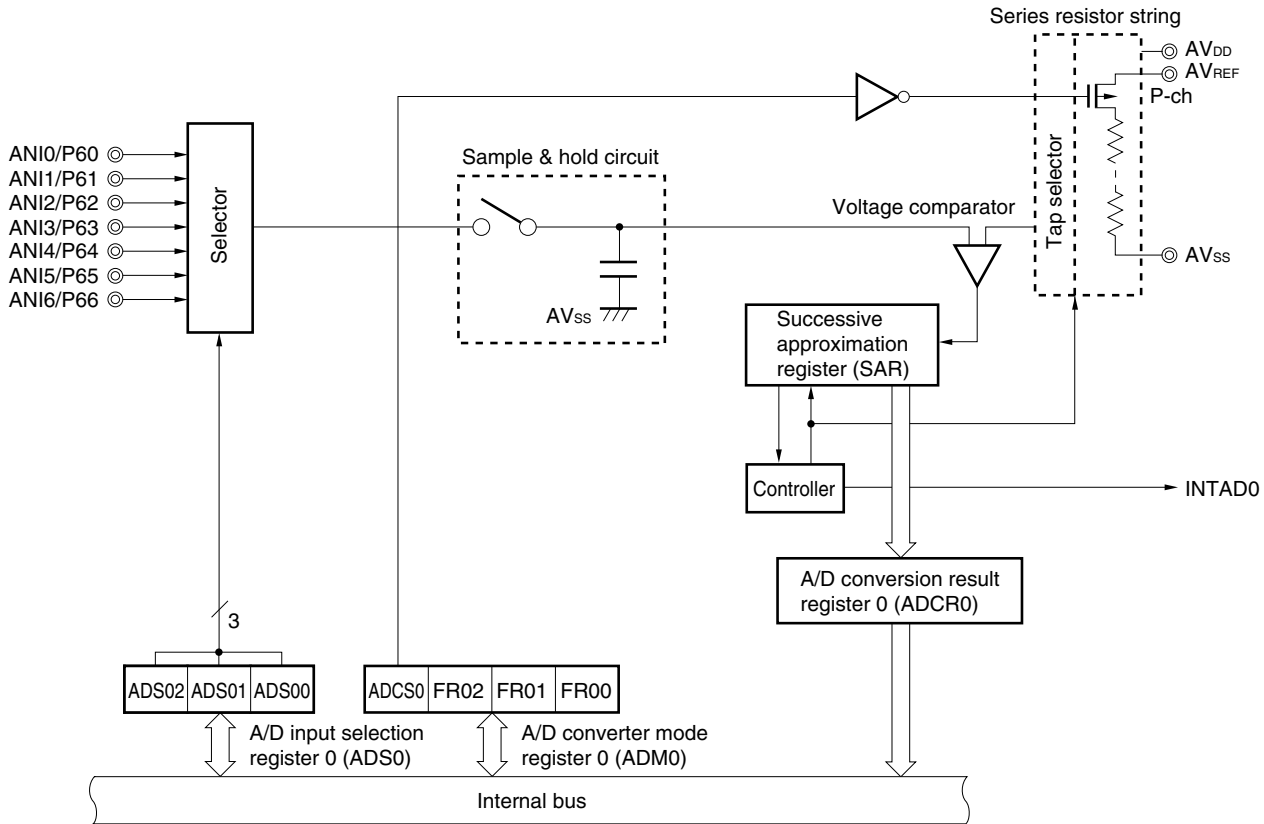 Series resistor string
AVDD
AVREF
P-ch
ANI0/P60
ANI1/P61
ANI2/P62
ANI3/P63
ANI4/P64
ANI5/P65
ANI6/P66
Selector
Sample & hold circuit
AVSS
Voltage comparator
Tap selector
AVSS
Successive
approximation
register (SAR)
Controller
INTAD0
A/D conversion result
register 0 (ADCR0)
3
ADS02 ADS01 ADS00
ADCS0 FR02 FR01 FR00
A/D input selection
register 0 (ADS0)
A/D converter mode
register 0 (ADM0)
Internal bus